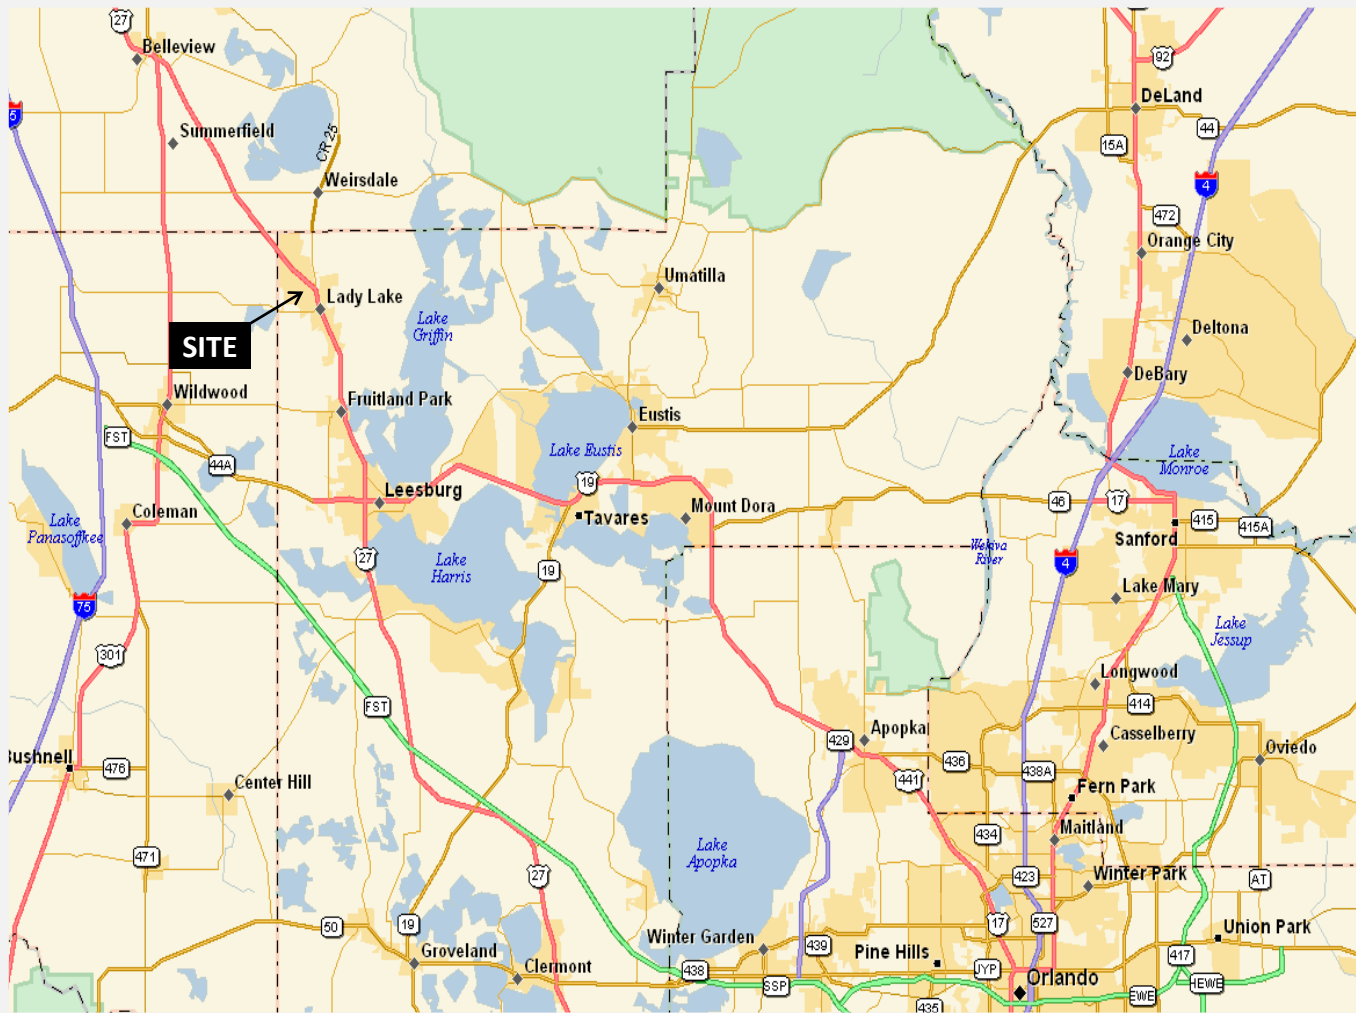 27
Belleview
92
DeLand
5
Summerfield
CR 25
44
15A
Weirsdale
4
472
Orange City
Umatilla
Lady Lake
Lake
Griffin
SITE
Deltona
DeBary
Wildwood
Fruitland Park
Eustis
FST
44A
Lake Eustis
Lake
Monroe
Leesburg
19
46
17
Coleman
Mount Dora
Tavares
415
415A
Lake
Panasoffkee
Sanford
Wekiva
River
27
Lake
Harris
19
4
Lake Mary
75
Lake
Jessup
301
Longwood
FST
414
Apopka
429
Casselberry
Oviedo
Bushnell
476
436
438A
Center Hill
441
Fern Park
434
Maitland
Lake
Apopka
471
27
423
Winter Park
AT
50
19
17
527
Union Park
Winter Garden
439
Pine Hills
Groveland
417
Clermont
438
JYP
Orlando
SSP
HEWE
EWE
435